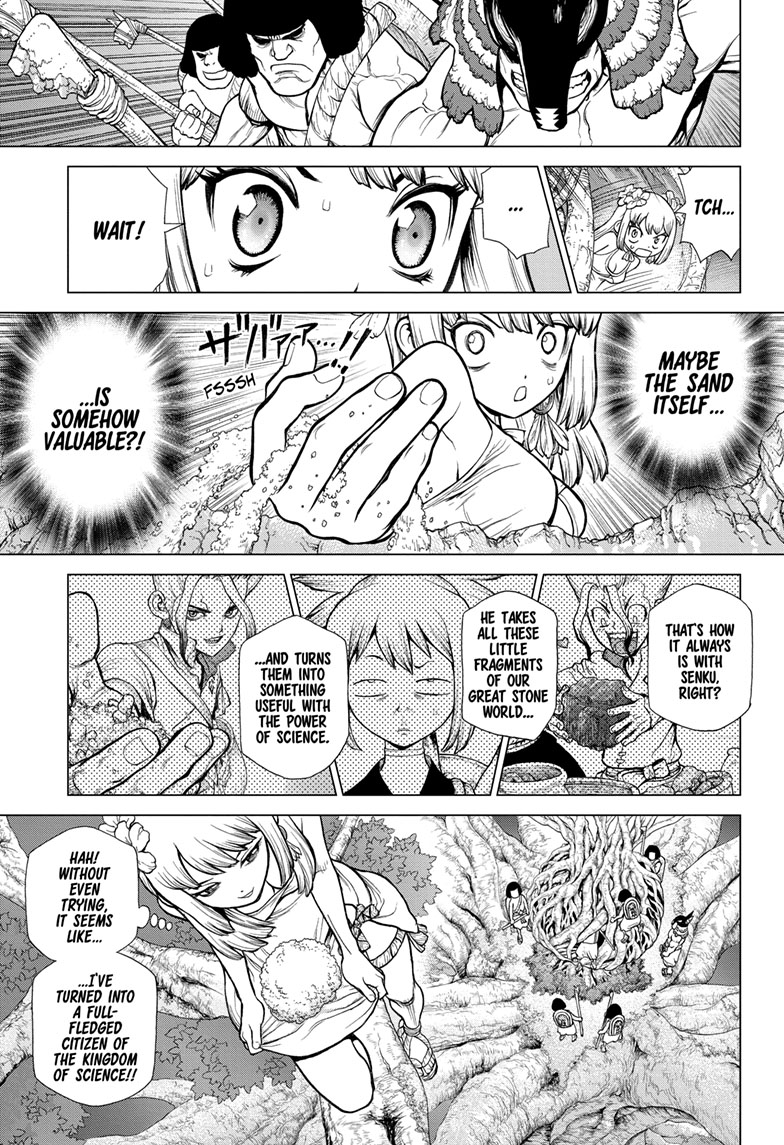 TCH...
...
WAIT!
MAYBE
THE SAND
ITSELF...
ザバァァ...!!
FSSSH
...IS
SOMEHOW
VALUABLE?!
THAT'S HOW
IT ALWAYS
IS WITH
SENKU,
RIGHT?
HE TAKES
ALL THESE
LITTLE
FRAGMENTS
OF OUR
GREAT STONE
WORLD...
...AND TURNS
THEM INTO
SOMETHING
USEFUL WITH
THE POWER
OF SCIENCE.
HAH!
WITHOUT
EVEN
TRYING,
IT SEEMS
LIKE...
...I'VE
TURNED INTO
A FULL-
FLEDGED
CITIZEN OF
THE KINGDOM
OF SCIENCE!!